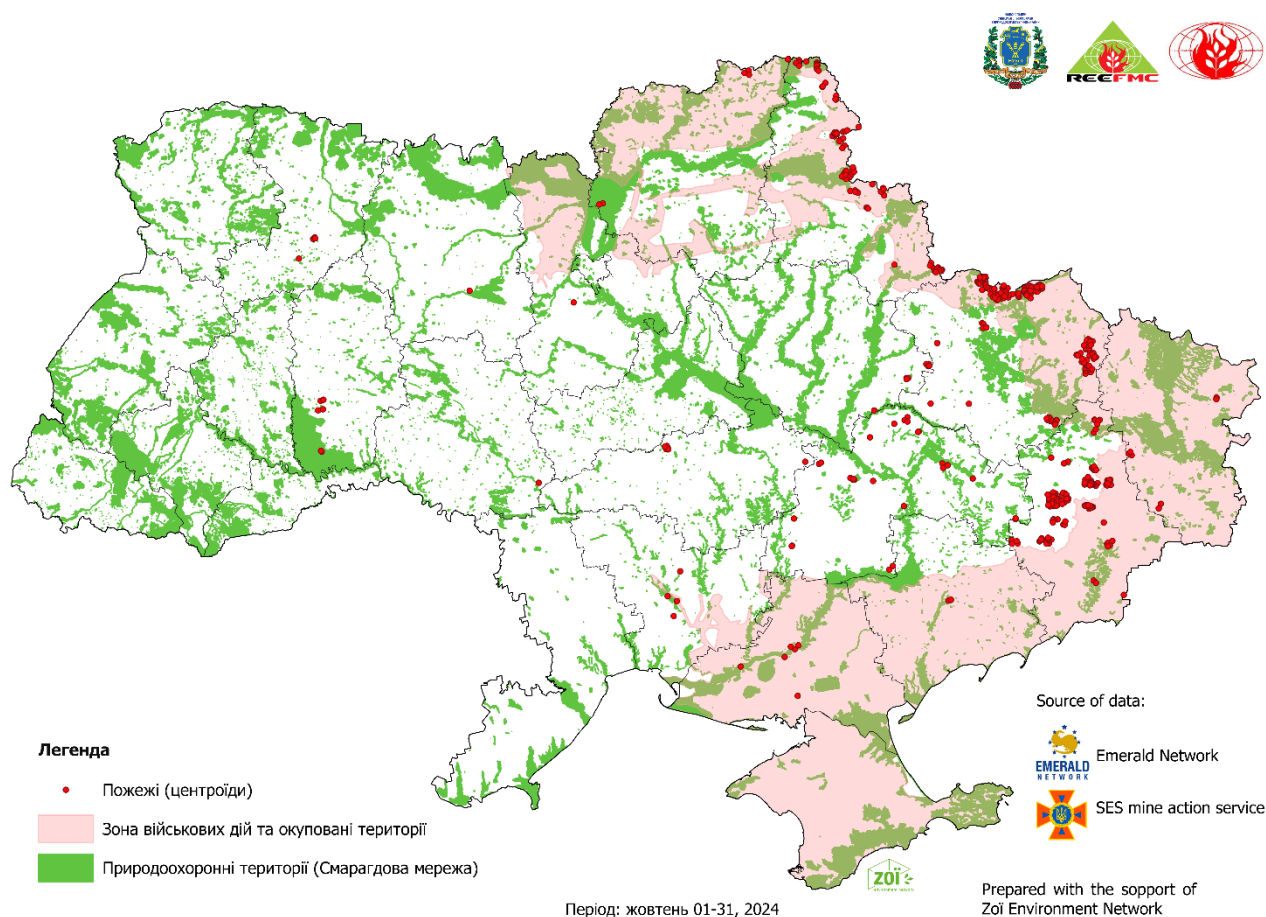 REEFMC
Source of data:
EMERALD
NETWORK
Emerald Network
SES mine action service
Легенда
Пожежі (центроїди)
Зона військових дій та окуповані території
Природоохоронні території (Смарагдова мережа)
zoï
Prepared with the sopport of
Zoï Environment Network
Період: жовтень 01-31, 2024